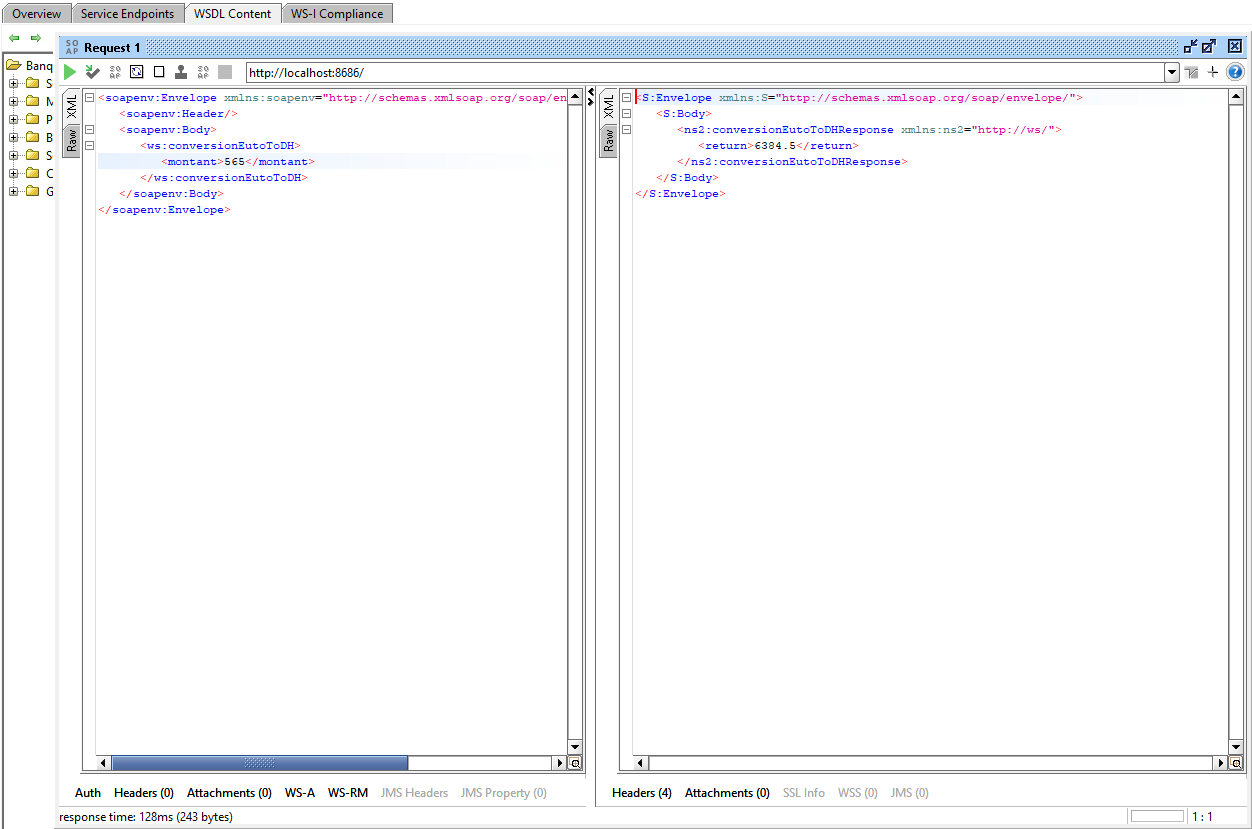 Overview Service Endpoints WSDL Content WS-I Compliance
SO AP Request 1
http://localhost:8686/
Banq
S
M
P
B
S
C
G
XML
Raw
<soapenv:Envelope xmlns:soapenv="http://schemas.xmlsoap.org/soap/en
<soapenv:Header/>
<soapenv:Body>
<ws:conversionEutoToDH>
<montant>565</montant>
</ws:conversionEutoToDH>
</soapenv:Body>
</soapenv:Envelope>
XML
Raw
<S:Envelope xmlns:S="http://schemas.xmlsoap.org/soap/envelope/">
<S:Body>
<ns2:conversionEutoToDHResponse xmlns:ns2="http://ws/">
<return>6384.5</return>
</ns2:conversionEutoToDHResponse>
</S:Body>
</S:Envelope>
Auth Headers (0) Attachments (0) WS-A WS-RM JMS Headers JMS Property (0)
Headers (4) Attachments (0) SSL Info WSS (0) JMS (0)
response time: 128ms (243 bytes)
1 : 1